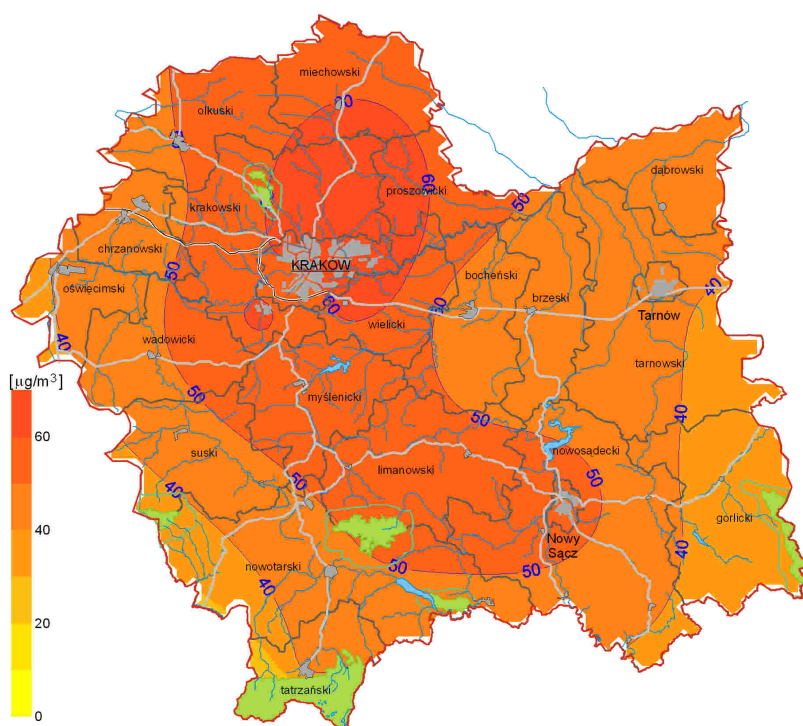 miechowski
olkuski
60
dąbrowski
proszowicki
60
50
krakowski
chrzanowski
KRAKÓW
50
bocheński
oświęcimski
brzeski
40
50
60
wielicki
Tarnów
40
wadowicki
tarnowski
[µg/m³]
50
myślenicki
50
40
60
suski
limanowski
nowosądecki
50
50
40
40
gorlicki
Nowy
Sącz
40
50
50
nowotarski
40
20
tatrzański
0